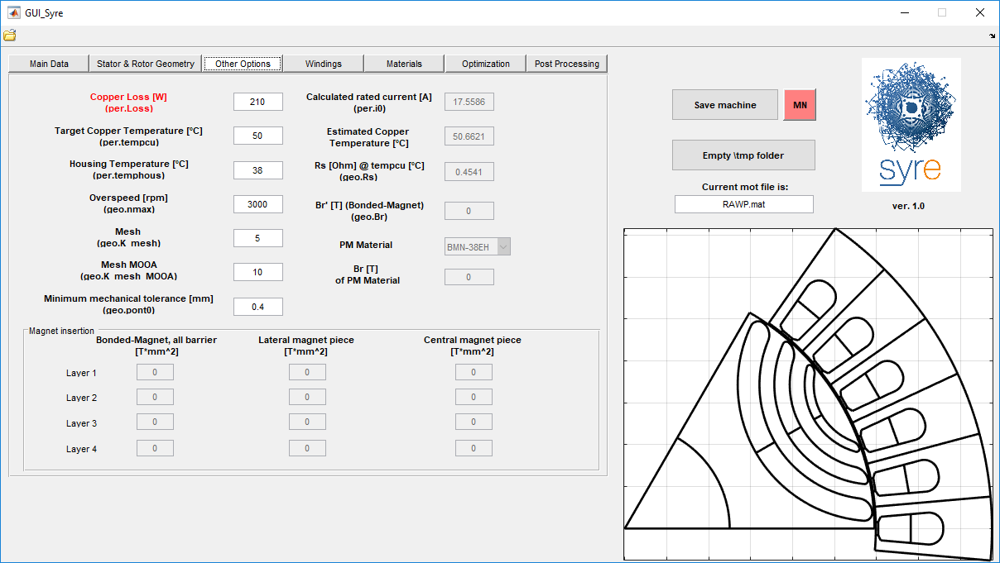 GUI_Syre
Main Data
Stator & Rotor Geometry
Other Options
Windings
Materials
Optimization
Post Processing
Copper Loss [W]
(per.Loss)
210
Target Copper Temperature [°C]
(per.tempcu)
50
Housing Temperature [°C]
(per.temphous)
38
Overspeed [rpm]
(geo.nmax)
3000
Mesh
(geo.K_mesh)
5
Mesh MOOA
(geo.K_mesh_MOOA)
10
Minimum mechanical tolerance [mm]
(geo.pont0)
0.4
Calculated rated current [A]
(per.i0)
17.5586
Estimated Copper
Temperature [°C]
50.6621
Rs [Ohm] @ tempcu [°C]
(geo.Rs)
0.4541
Br' [T] (Bonded-Magnet)
(geo.Br)
0
PM Material
BMN-38EH
Br [T]
of PM Material
0
Magnet insertion
Bonded-Magnet, all barrier
[T*mm^2]
Lateral magnet piece
[T*mm^2]
Central magnet piece
[T*mm^2]
Layer 1 0 0 0
Layer 2 0 0 0
Layer 3 0 0 0
Layer 4 0 0 0
Save machine
MN
Empty \tmp folder
Current mot file is:
RAWP.mat
syre
ver. 1.0